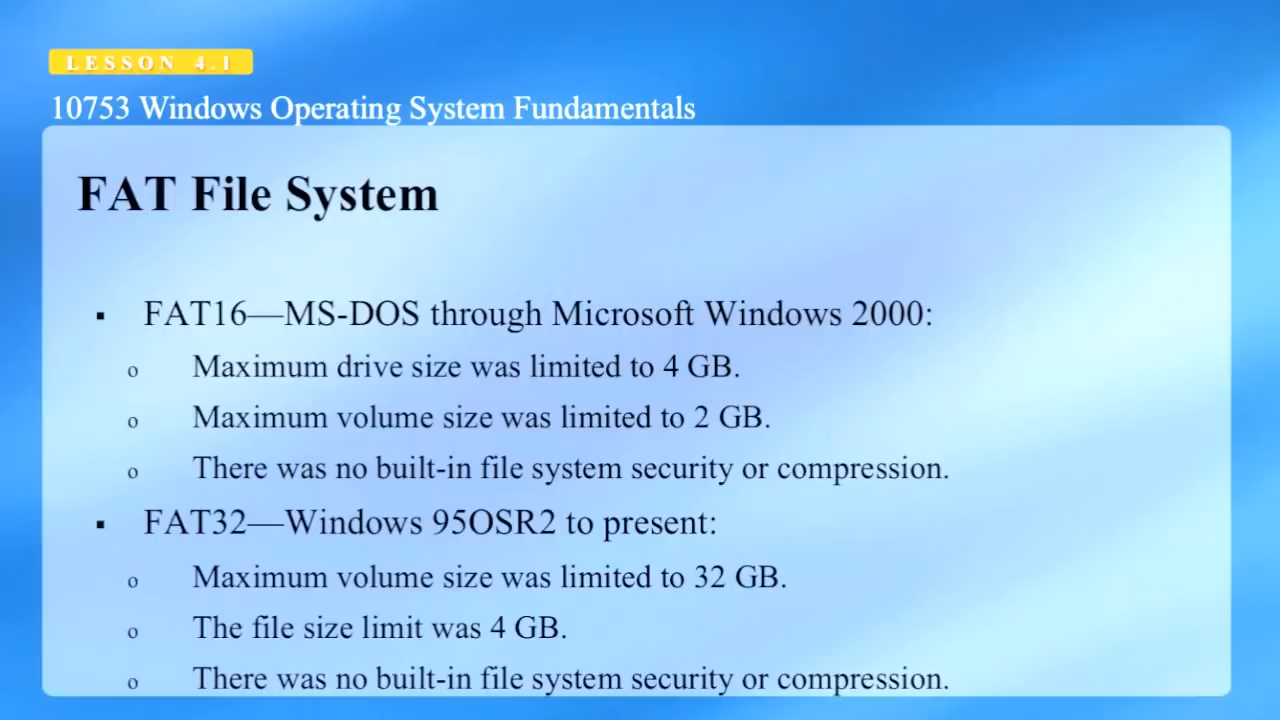 LESSON 4.1
10753 Windows Operating System Fundamentals
FAT File System
▪ FAT16—MS-DOS through Microsoft Windows 2000:
o Maximum drive size was limited to 4 GB.
o Maximum volume size was limited to 2 GB.
o There was no built-in file system security or compression.
▪ FAT32—Windows 95OSR2 to present:
o Maximum volume size was limited to 32 GB.
o The file size limit was 4 GB.
o There was no built-in file system security or compression.